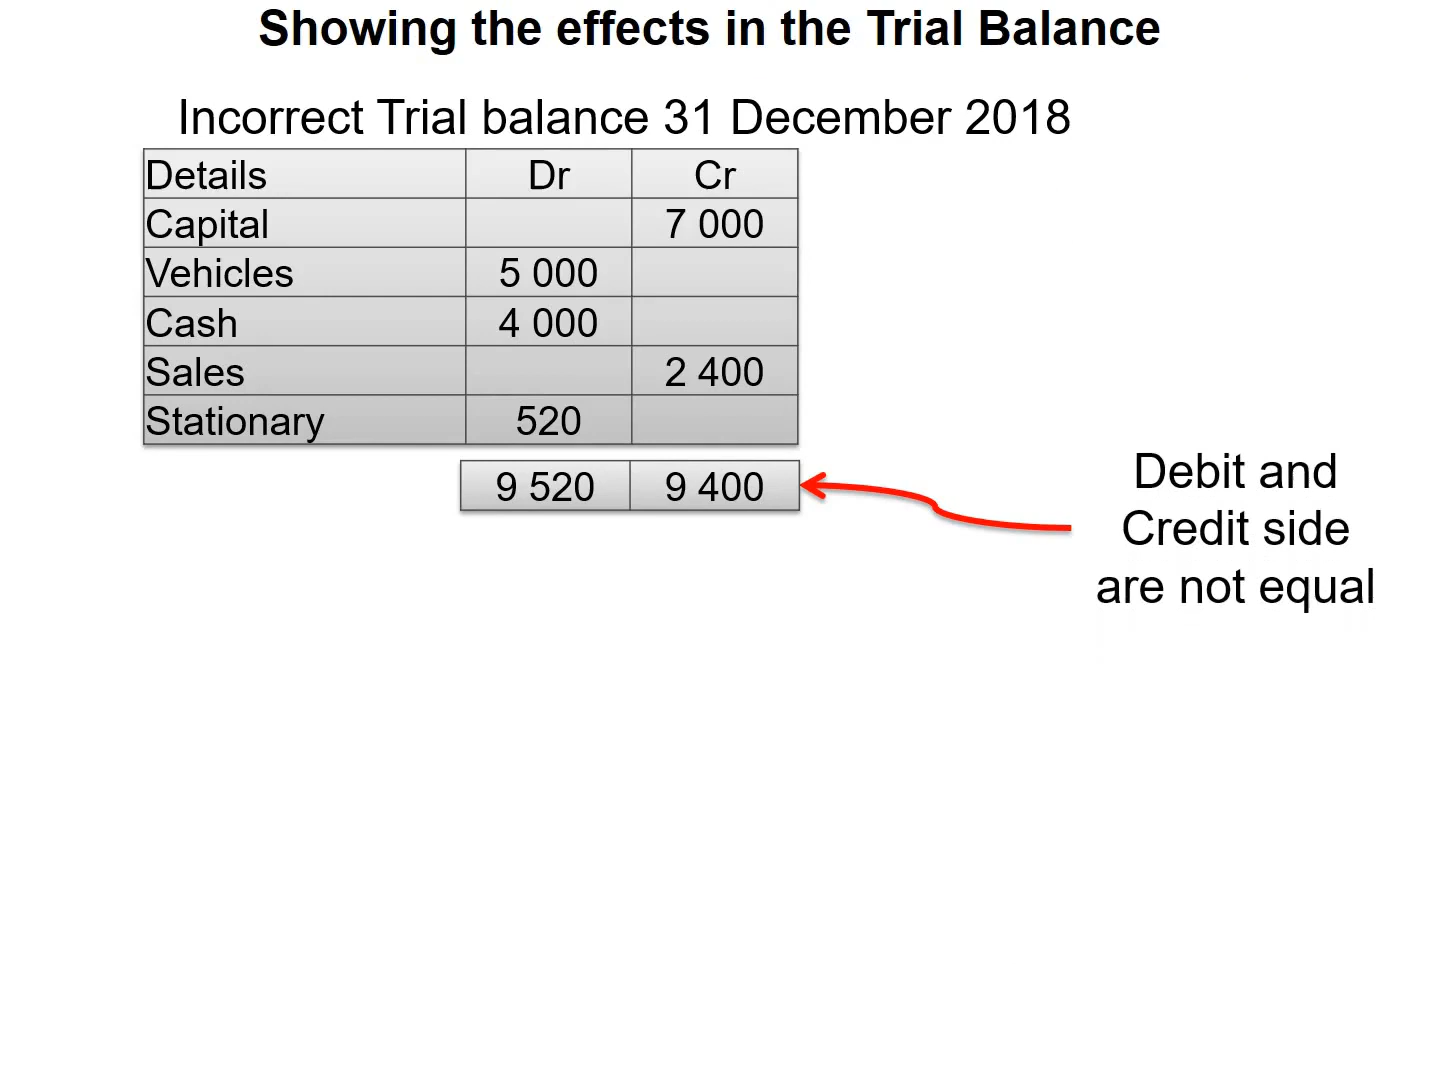 Showing the effects in the Trial Balance
Incorrect Trial balance 31 December 2018
Details Dr Cr
Capital 7 000
Vehicles 5 000
Cash 4 000
Sales 2 400
Stationary 520
9 520 9 400
Debit and
Credit side
are not equal